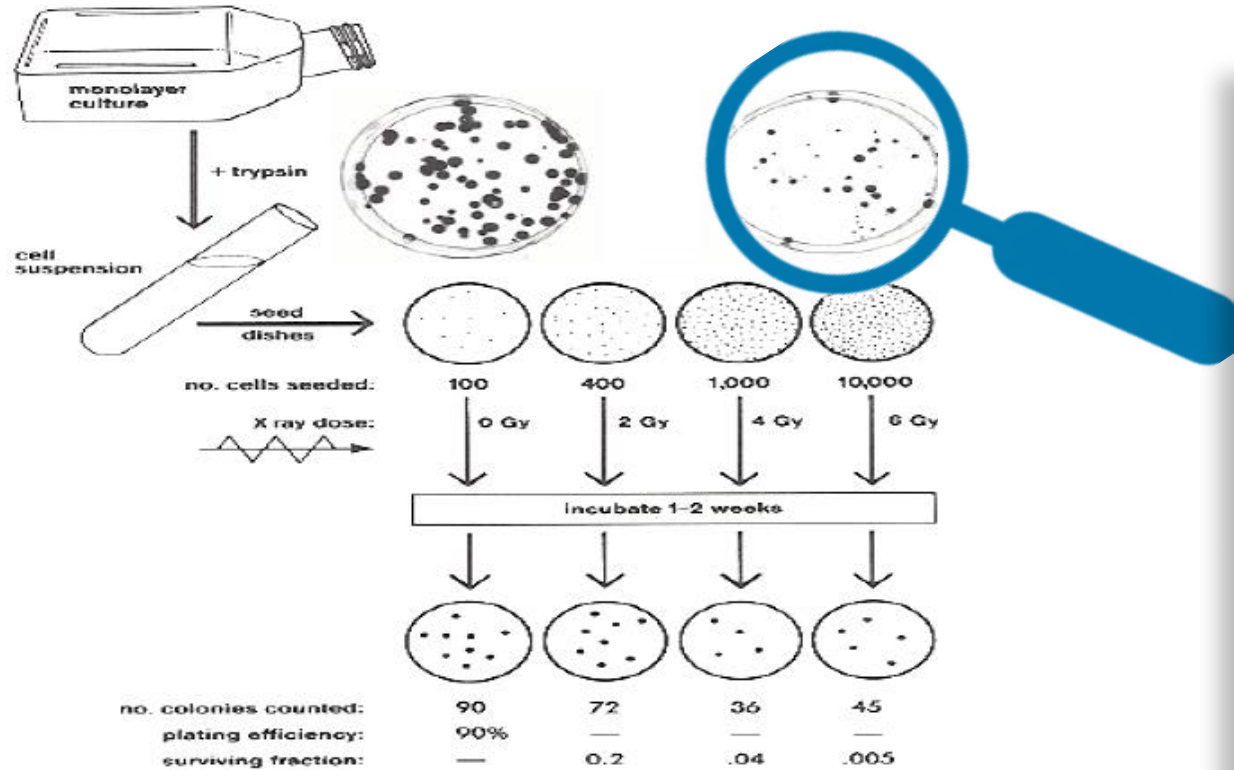 monolayer
culture
+ trypsin
cell
suspension
seed
dishes
no. cells seeded: 100 400 1,000 10,000
X ray dose: 0 Gy 2 Gy 4 Gy 6 Gy
incubate 1–2 weeks
no. colonies counted: 90 72 36 45
plating efficiency: 90% — — —
surviving fraction: — 0.2 .04 .005